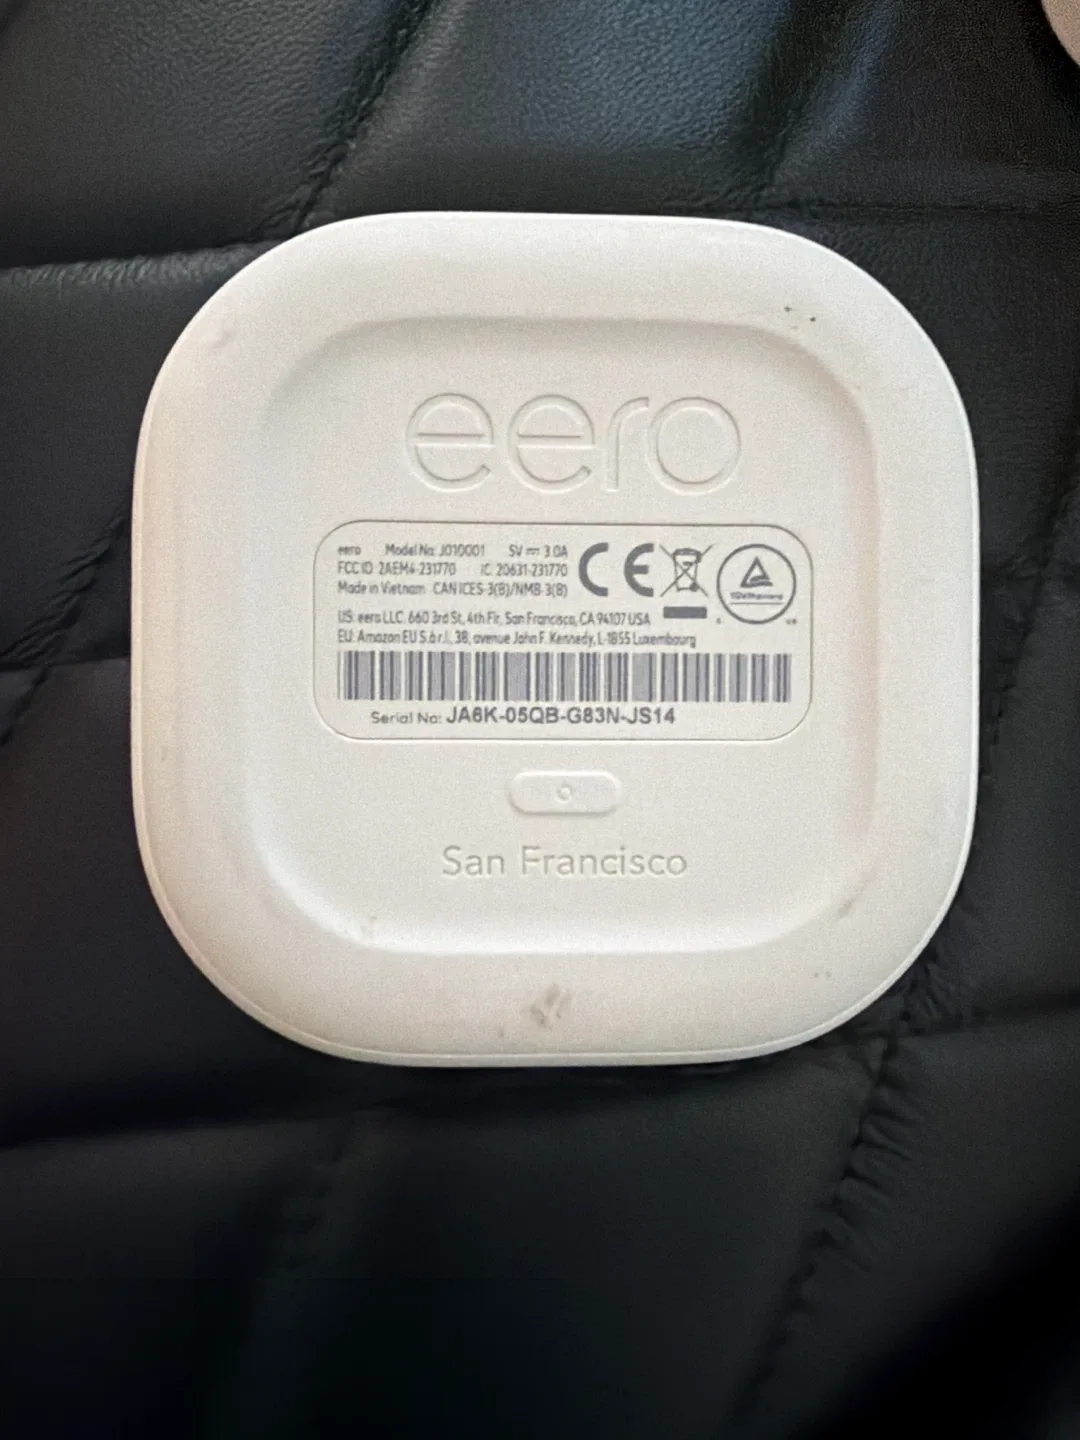 eero
eero Model No: J010001 5V ⎓ 3.0A
FCC ID: 2AEM4-231770 IC: 20631-231770
Made in Vietnam CAN ICES-3(B)/NMB-3(B)
US: eero LLC. 660 3rd St, 4th Flr, San Francisco, CA 94107 USA
EU: Amazon EU S.à r.l., 38, avenue John F. Kennedy, L-1855 Luxembourg
CE
TÜVRheinland
Serial No: JA6K-05QB-G83N-JS14
San Francisco